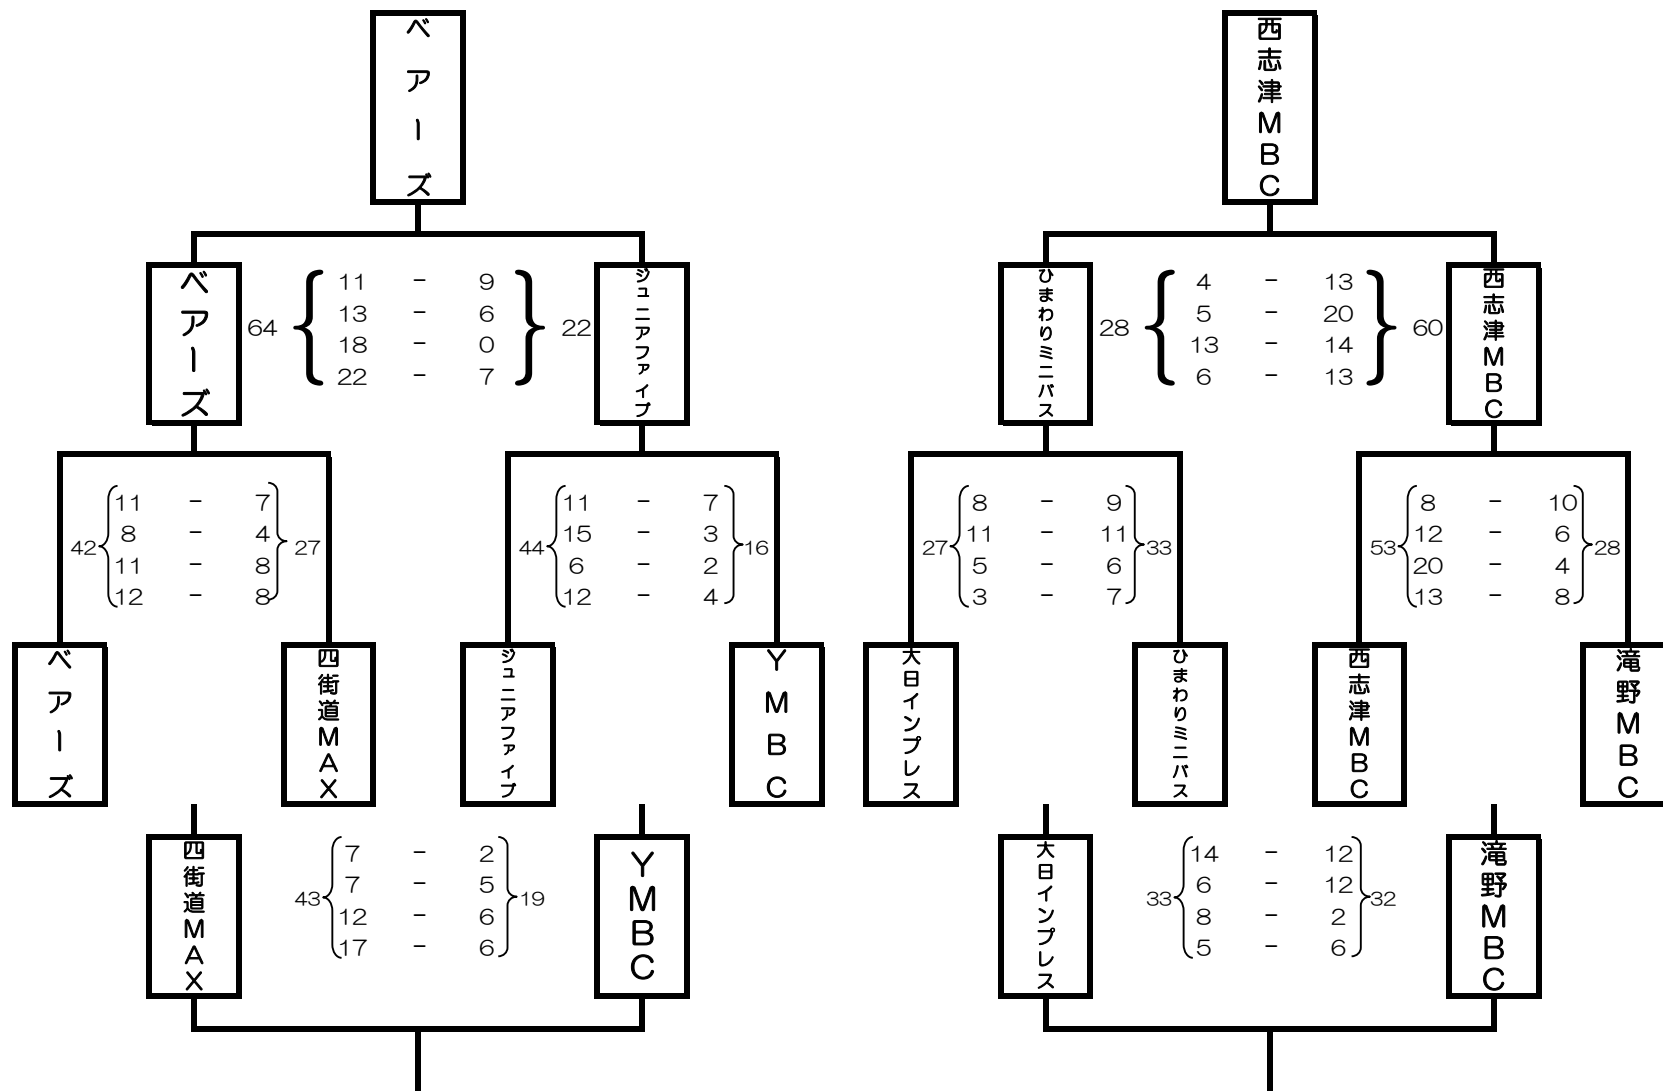 ベアーズ
西志津MBC
ベアーズ
64
11 - 9
13 - 6
18 - 0
22 - 7
22
ジュニアファイブ
ひまわりミニバス
28
4 - 13
5 - 20
13 - 14
6 - 13
60
西志津MBC
42
11 - 7
8 - 4
11 - 8
12 - 8
27
44
11 - 7
15 - 3
6 - 2
12 - 4
16
27
8 - 9
11 - 11
5 - 6
3 - 7
33
53
8 - 10
12 - 6
20 - 4
13 - 8
28
ベアーズ
四街道MAX
ジュニアファイブ
YMBC
大日インプレス
ひまわりミニバス
西志津MBC
滝野MBC
四街道MAX
43
7 - 2
7 - 5
12 - 6
17 - 6
19
YMBC
大日インプレス
33
14 - 12
6 - 12
8 - 2
5 - 6
32
滝野MBC